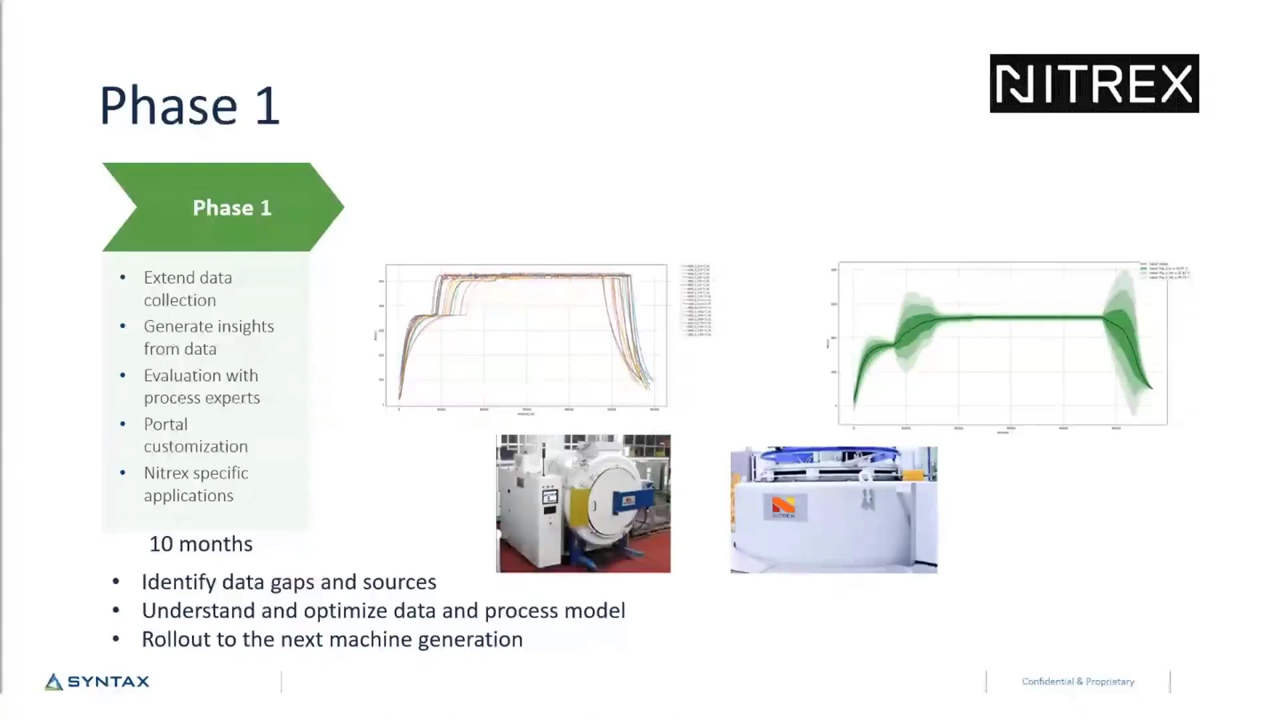 Phase 1
NITREX
Phase 1
• Extend data
collection
• Generate insights
from data
• Evaluation with
process experts
• Portal
customization
• Nitrex specific
applications
10 months
• Identify data gaps and sources
• Understand and optimize data and process model
• Rollout to the next machine generation
SYNTAX
Confidential & Proprietary